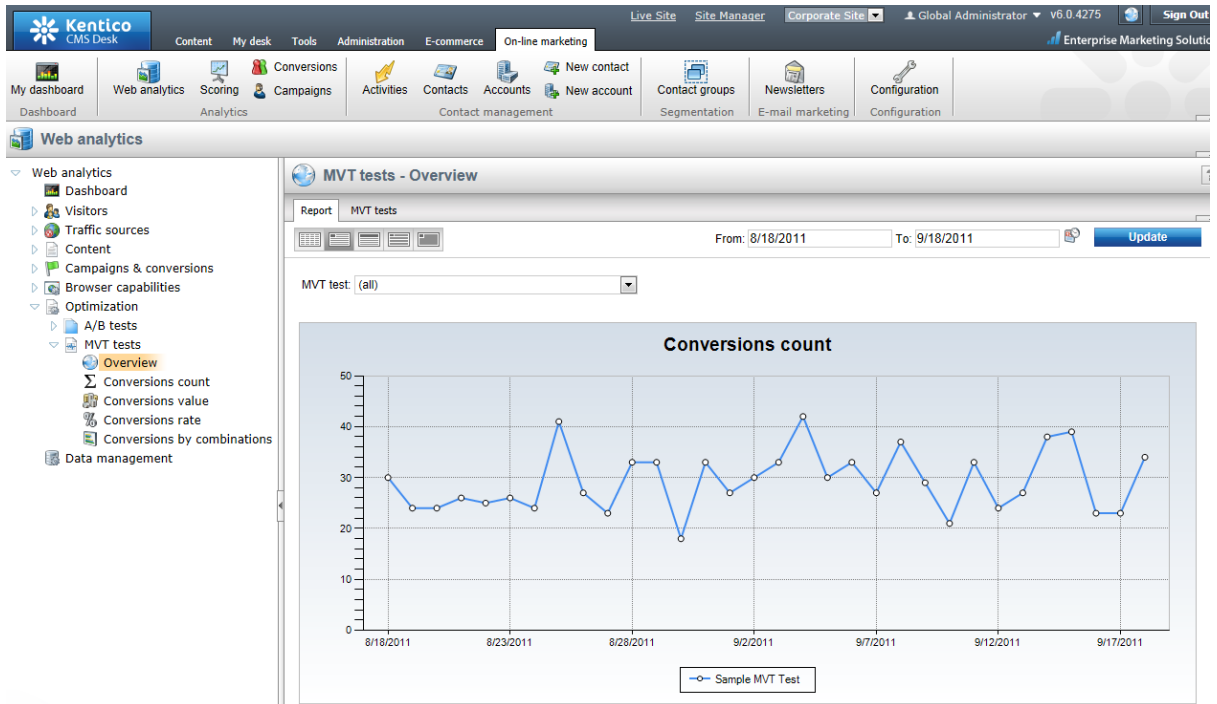 Kentico
CMS Desk
Live Site Site Manager Corporate Site Global Administrator v6.0.4275 Sign Out
Content My desk Tools Administration E-commerce On-line marketing
Enterprise Marketing
My dashboard Web analytics Scoring Conversions Campaigns Activities Contacts Accounts New contact New account Contact groups Newsletters Configuration
Dashboard Analytics Contact management Segmentation E-mail marketing Configuration
Web analytics
Web analytics
Dashboard
Visitors
Traffic sources
Content
Campaigns & conversions
Browser capabilities
Optimization
A/B tests
MVT tests
Overview
Conversions count
Conversions value
Conversions rate
Conversions by combinations
Data management
MVT tests - Overview
Report MVT tests
From: 8/18/2011 To: 9/18/2011 Update
MVT test: (all)
Conversions count
50
40
30
20
10
0
8/18/2011 8/23/2011 8/28/2011 9/2/2011 9/7/2011 9/12/2011 9/17/2011
Sample MVT Test